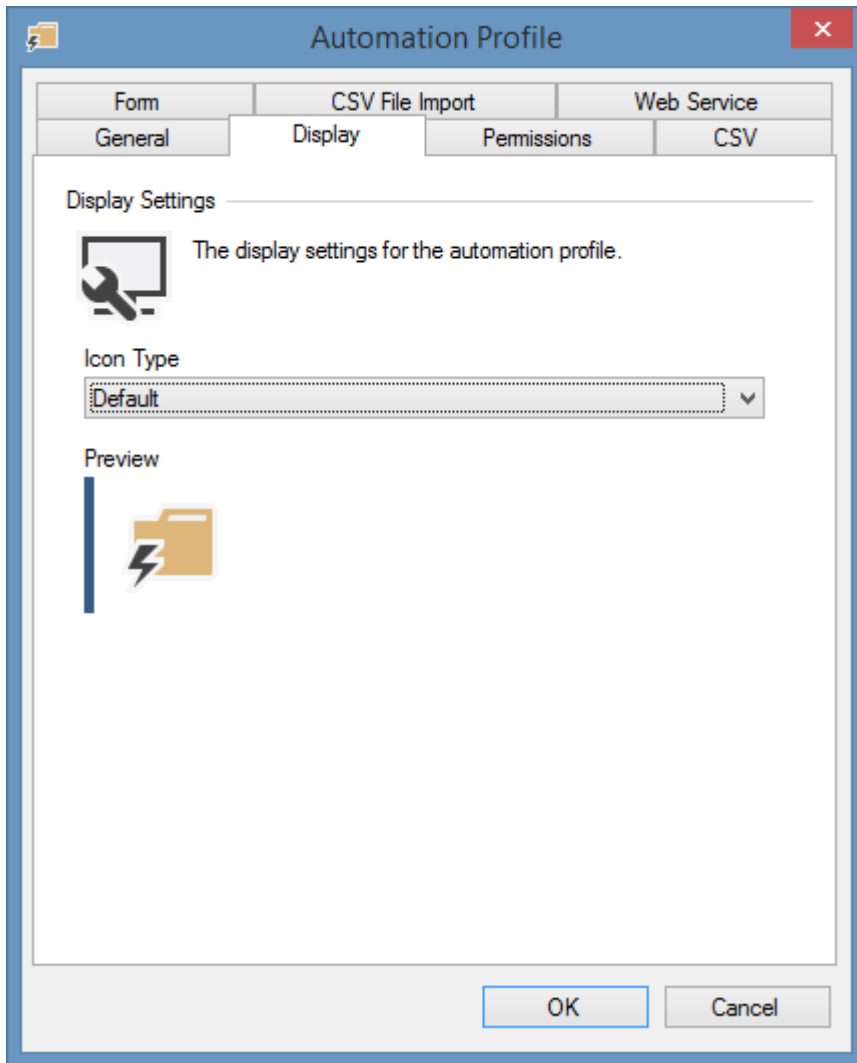 Automation Profile
Form CSV File Import Web Service
General Display Permissions CSV
Display Settings
The display settings for the automation profile.
Icon Type
Default
Preview
OK Cancel